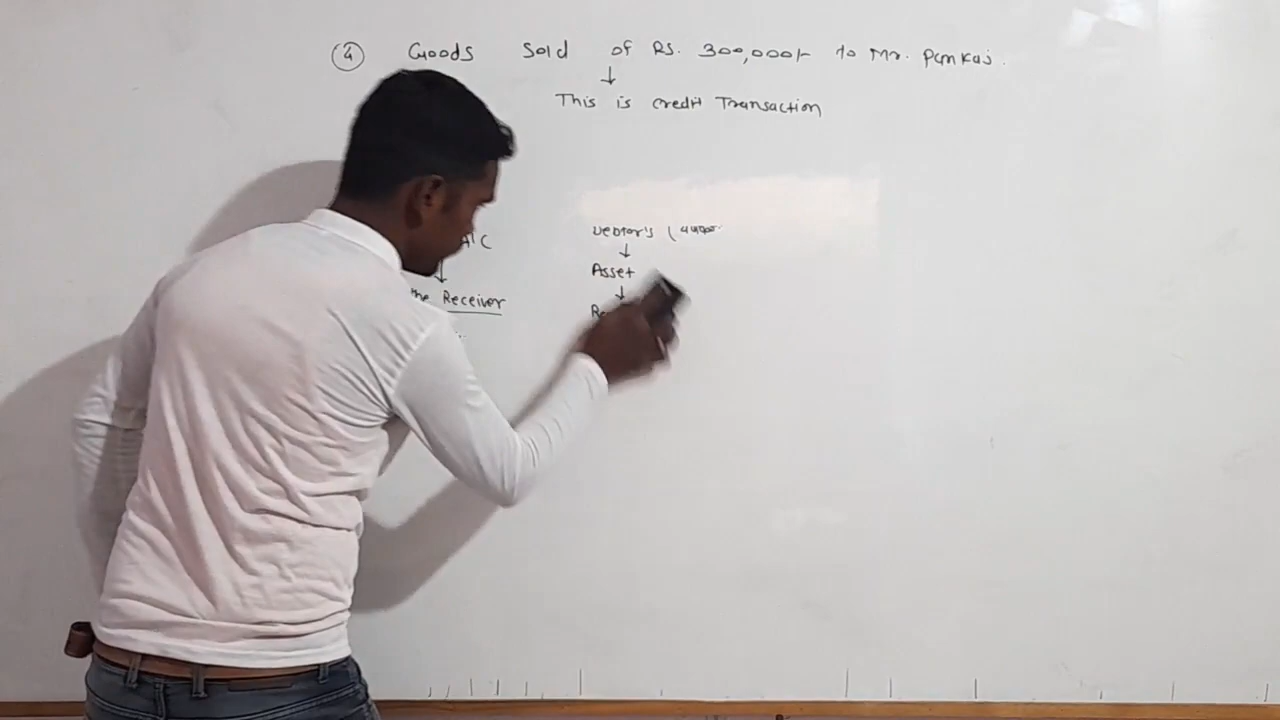 4 Goods Sold of Rs. 300,000/- to Mr. Pankaj.
↓
This is credit Transaction
A/C
↓
the Receiver
Debtor's (
↓
Asset
↓